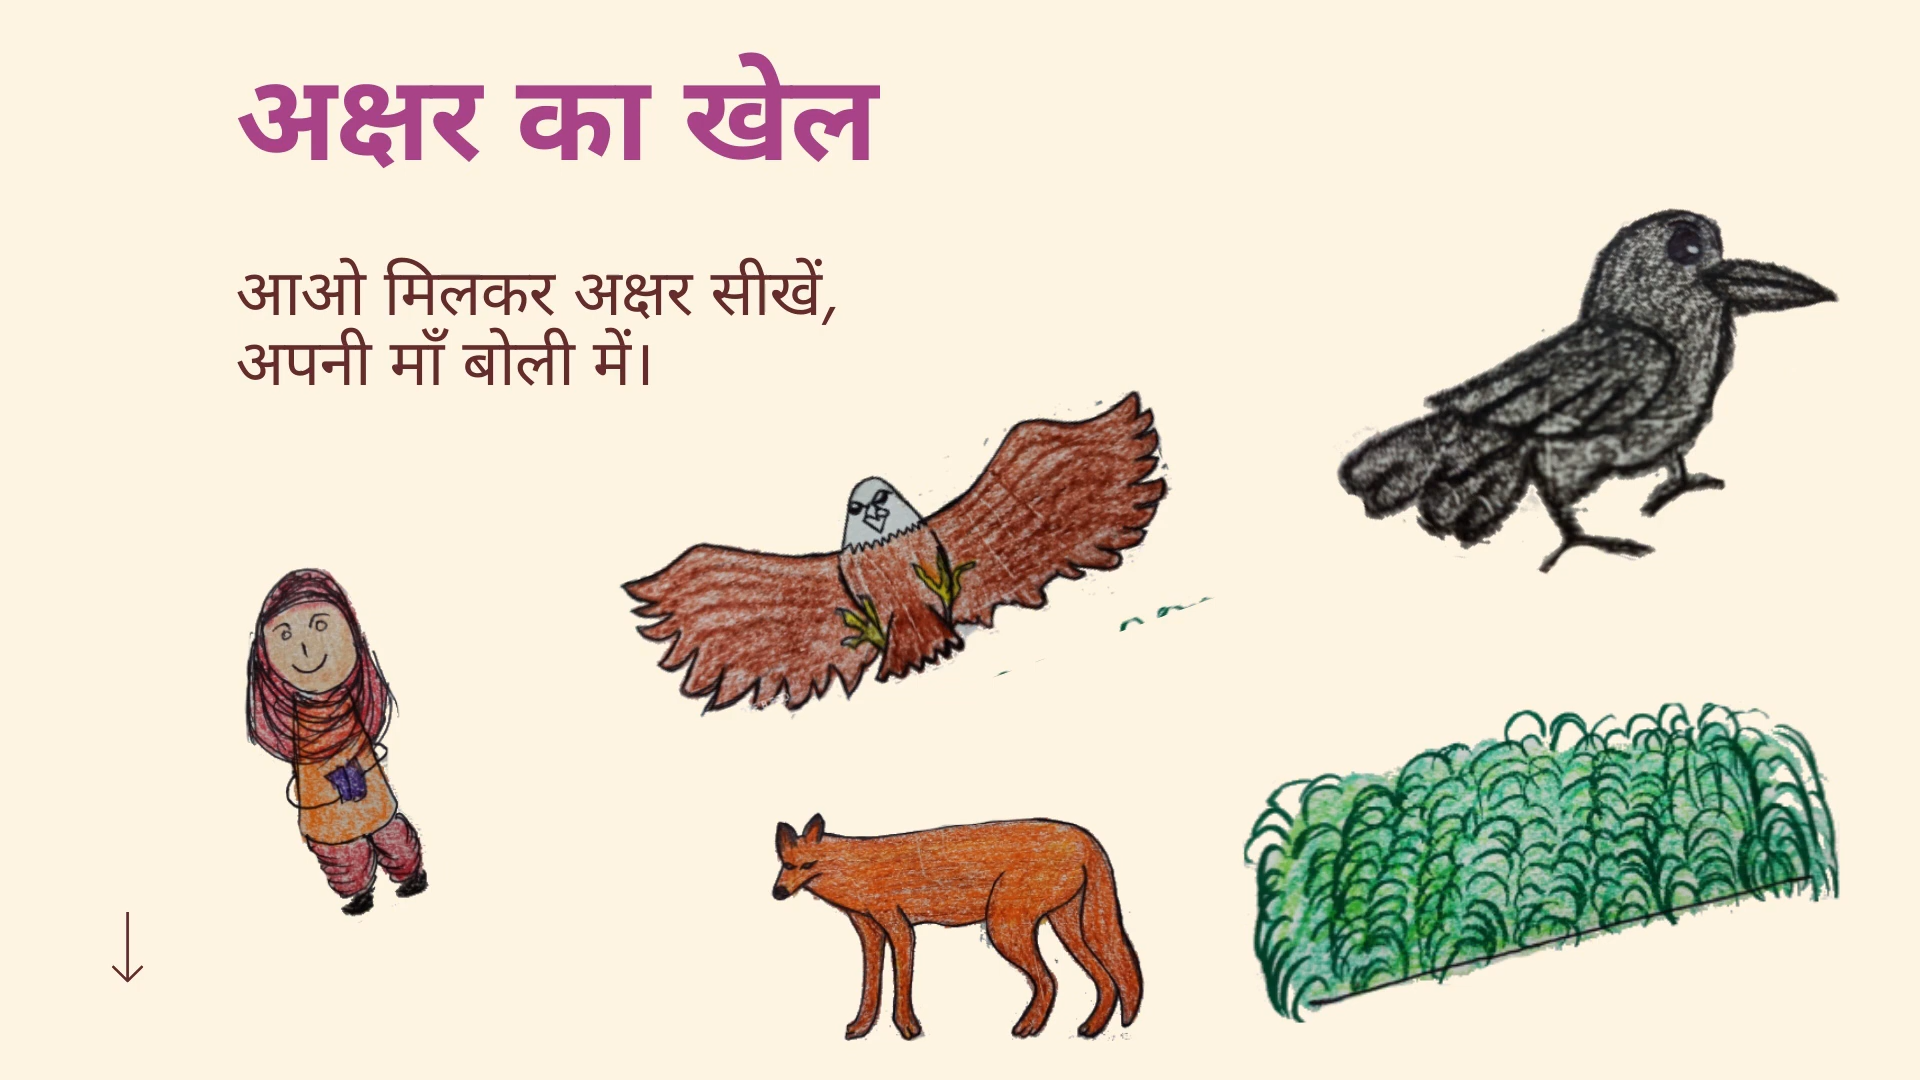 अक्षर का खेल
आओ मिलकर अक्षर सीखें,
अपनी माँ बोली में।